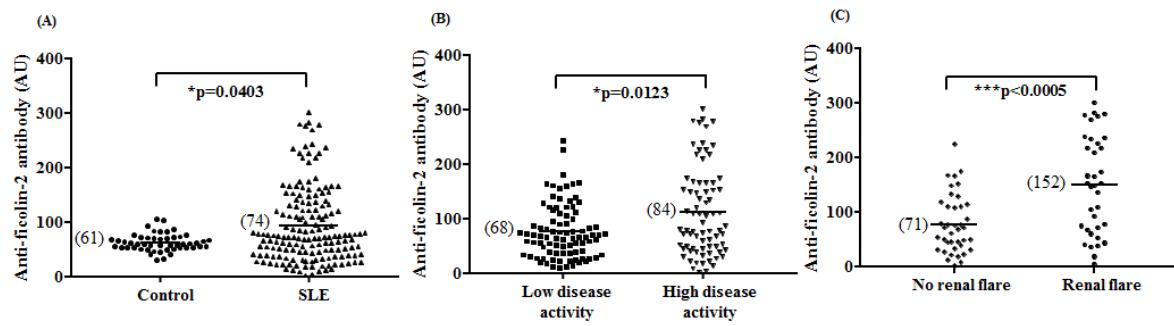 (A)
Anti-ficolin-2 antibody (AU)
400
300
200
100
0
*p=0.0403
(61)
(74)
Control
SLE
(B)
Anti-ficolin-2 antibody (AU)
400
300
200
100
0
*p=0.0123
(68)
(84)
Low disease
activity
High disease
activity
(C)
Anti-ficolin-2 antibody (AU)
400
300
200
100
0
***p<0.0005
(71)
(152)
No renal flare
Renal flare